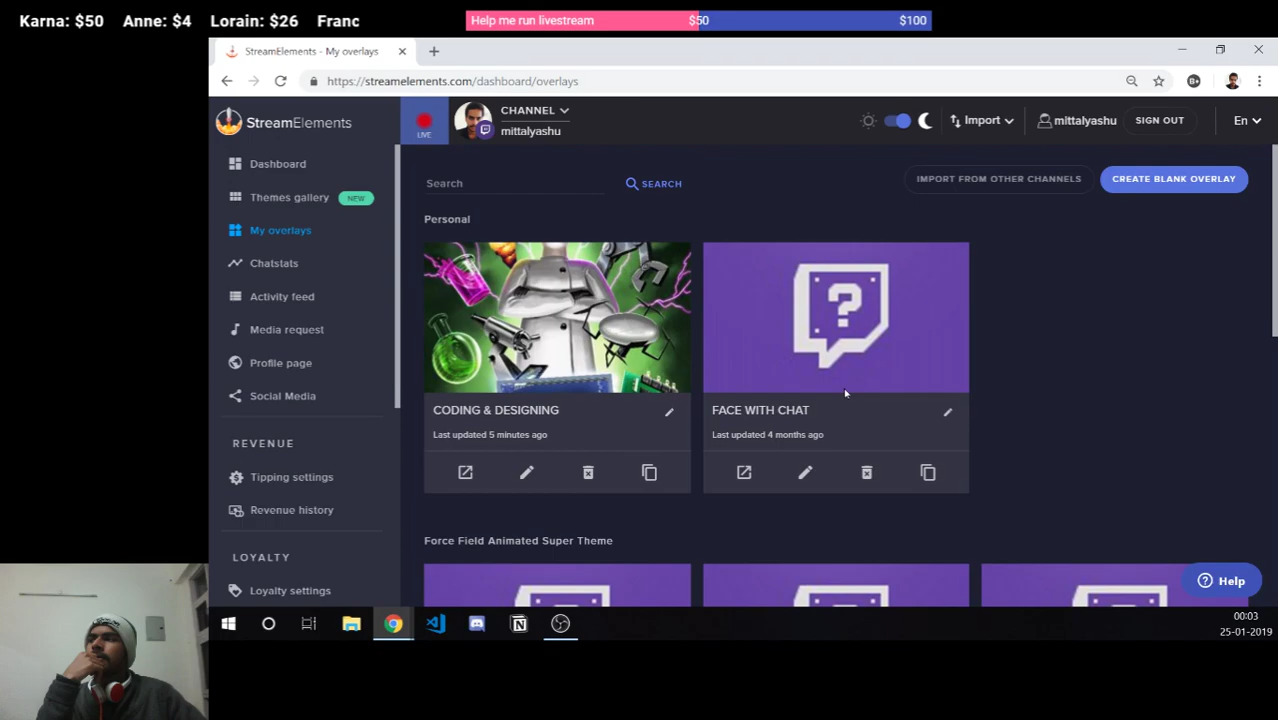 Karna: $50 Anne: $4 Lorain: $26 Franc
Help me run livestream $50 $100
StreamElements - My overlays
https://streamelements.com/dashboard/overlays
StreamElements
LIVE
CHANNEL
mittalyashu
Import
mittalyashu
SIGN OUT
En
Dashboard
Themes gallery NEW
My overlays
Chatstats
Activity feed
Media request
Profile page
Social Media
REVENUE
Tipping settings
Revenue history
LOYALTY
Loyalty settings
Search
SEARCH
IMPORT FROM OTHER CHANNELS
CREATE BLANK OVERLAY
Personal
CODING & DESIGNING
Last updated 5 minutes ago
?
FACE WITH CHAT
Last updated 4 months ago
Force Field Animated Super Theme
Help
00:03
25-01-2019